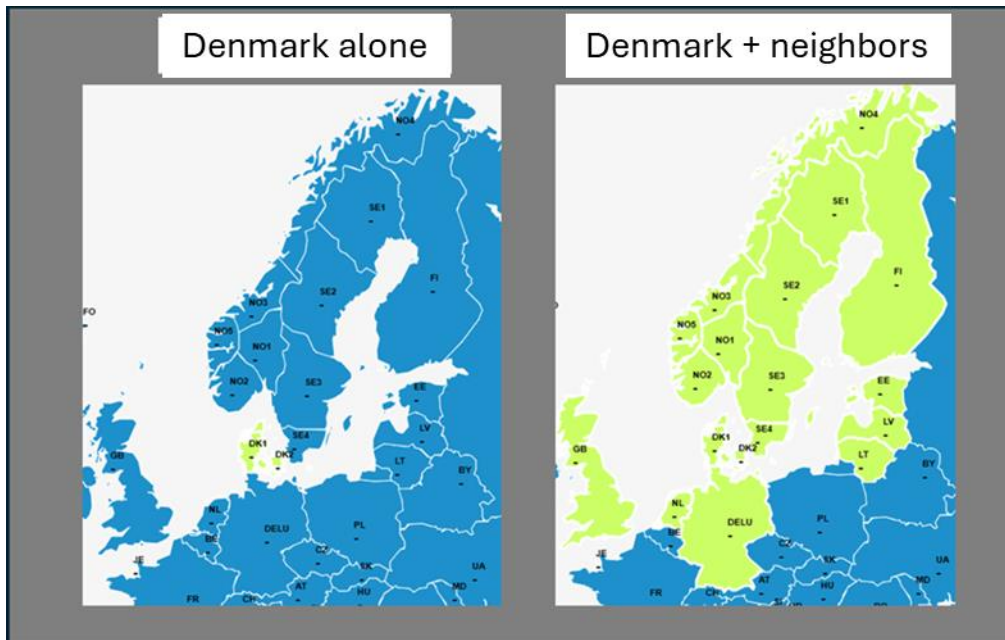 Denmark alone
Denmark + neighbors
NO4
SE1
FI
SE2
NO3
FO
NO5
NO1
NO2
SE3
EE
SE4
LV
DK1
DK2
GB
LT
BY
NL
DELU
PL
BE
CZ
JE
SK
UA
AT
HU
MD
FR
CH
NO4
SE1
FI
SE2
NO3
NO5
NO1
NO2
SE3
EE
SE4
LV
DK1
DK2
GB
LT
BY
NL
DELU
PL
BE
CZ
JE
SK
UA
AT
HU
MD
FR
CH